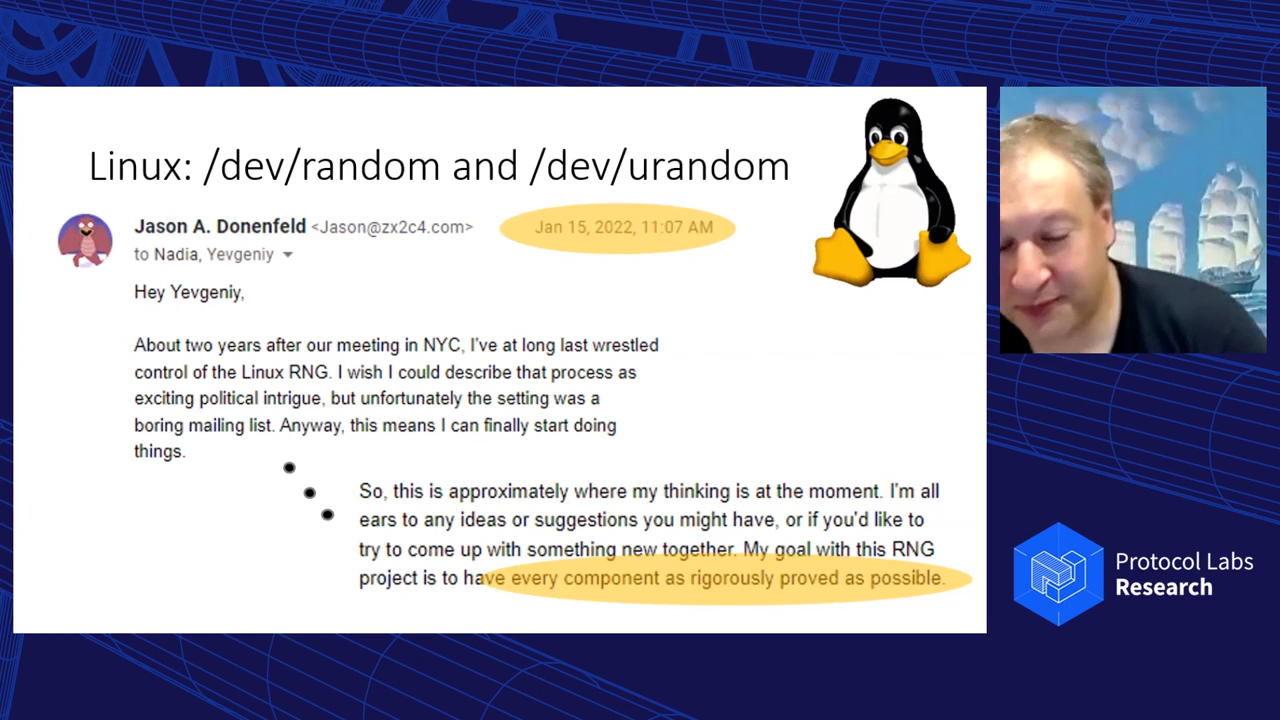 Linux: /dev/random and /dev/urandom
Jason A. Donenfeld <Jason@zx2c4.com> Jan 15, 2022, 11:07 AM
to Nadia, Yevgeniy
Hey Yevgeniy,
About two years after our meeting in NYC, I've at long last wrestled
control of the Linux RNG. I wish I could describe that process as
exciting political intrigue, but unfortunately the setting was a
boring mailing list. Anyway, this means I can finally start doing
things.
So, this is approximately where my thinking is at the moment. I'm all
ears to any ideas or suggestions you might have, or if you'd like to
try to come up with something new together. My goal with this RNG
project is to have every component as rigorously proved as possible.
Protocol Labs
Research